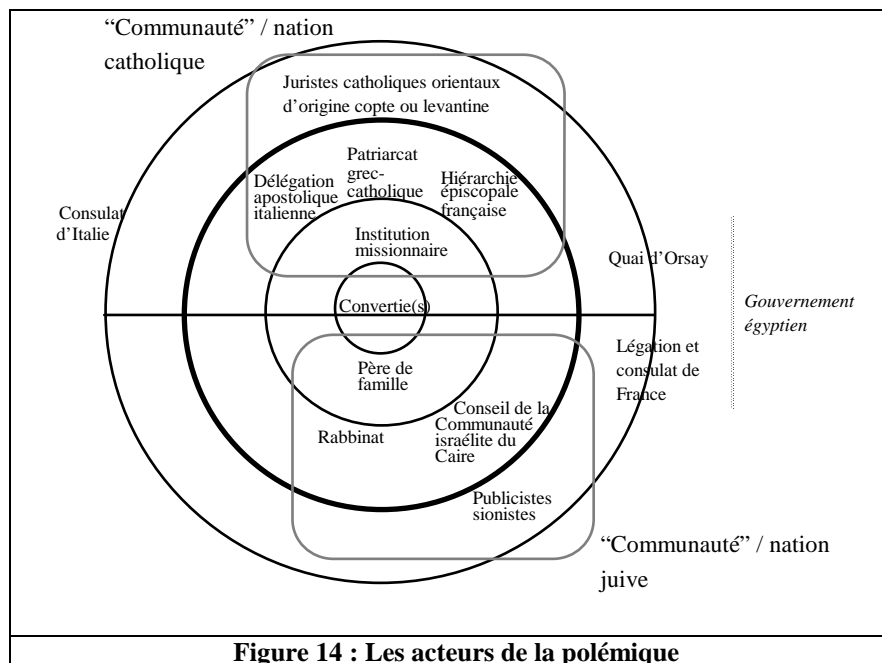 “Communauté” / nation
catholique
Juristes catholiques orientaux
d’origine copte ou levantine
Patriarcat
grec-
catholique
Délégation
apostolique
italienne
Hiérarchie
épiscopale
française
Consulat
d’Italie
Institution
missionnaire
Quai d’Orsay
Convertie(s)
Gouvernement
égyptien
Père de
famille
Légation et
consulat de
France
Rabbinat
Conseil de la
Communauté
israélite du
Caire
Publicistes
sionistes
“Communauté” / nation
juive
Figure 14 : Les acteurs de la polémique